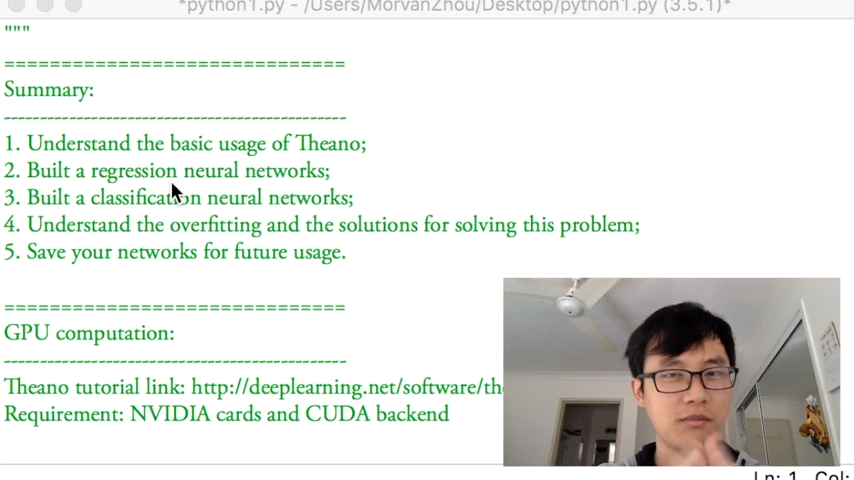 *python1.py - /Users/MorvanZhou/Desktop/python1.py (3.5.1)*
"""
==============================
Summary:
------------------------------------------------
1. Understand the basic usage of Theano;
2. Built a regression neural networks;
3. Built a classification neural networks;
4. Understand the overfitting and the solutions for solving this problem;
5. Save your networks for future usage.
==============================
GPU computation:
------------------------------------------------
Theano tutorial link: http://deeplearning.net/software/th
Requirement: NVIDIA cards and CUDA backend
Ln: 1 Col: